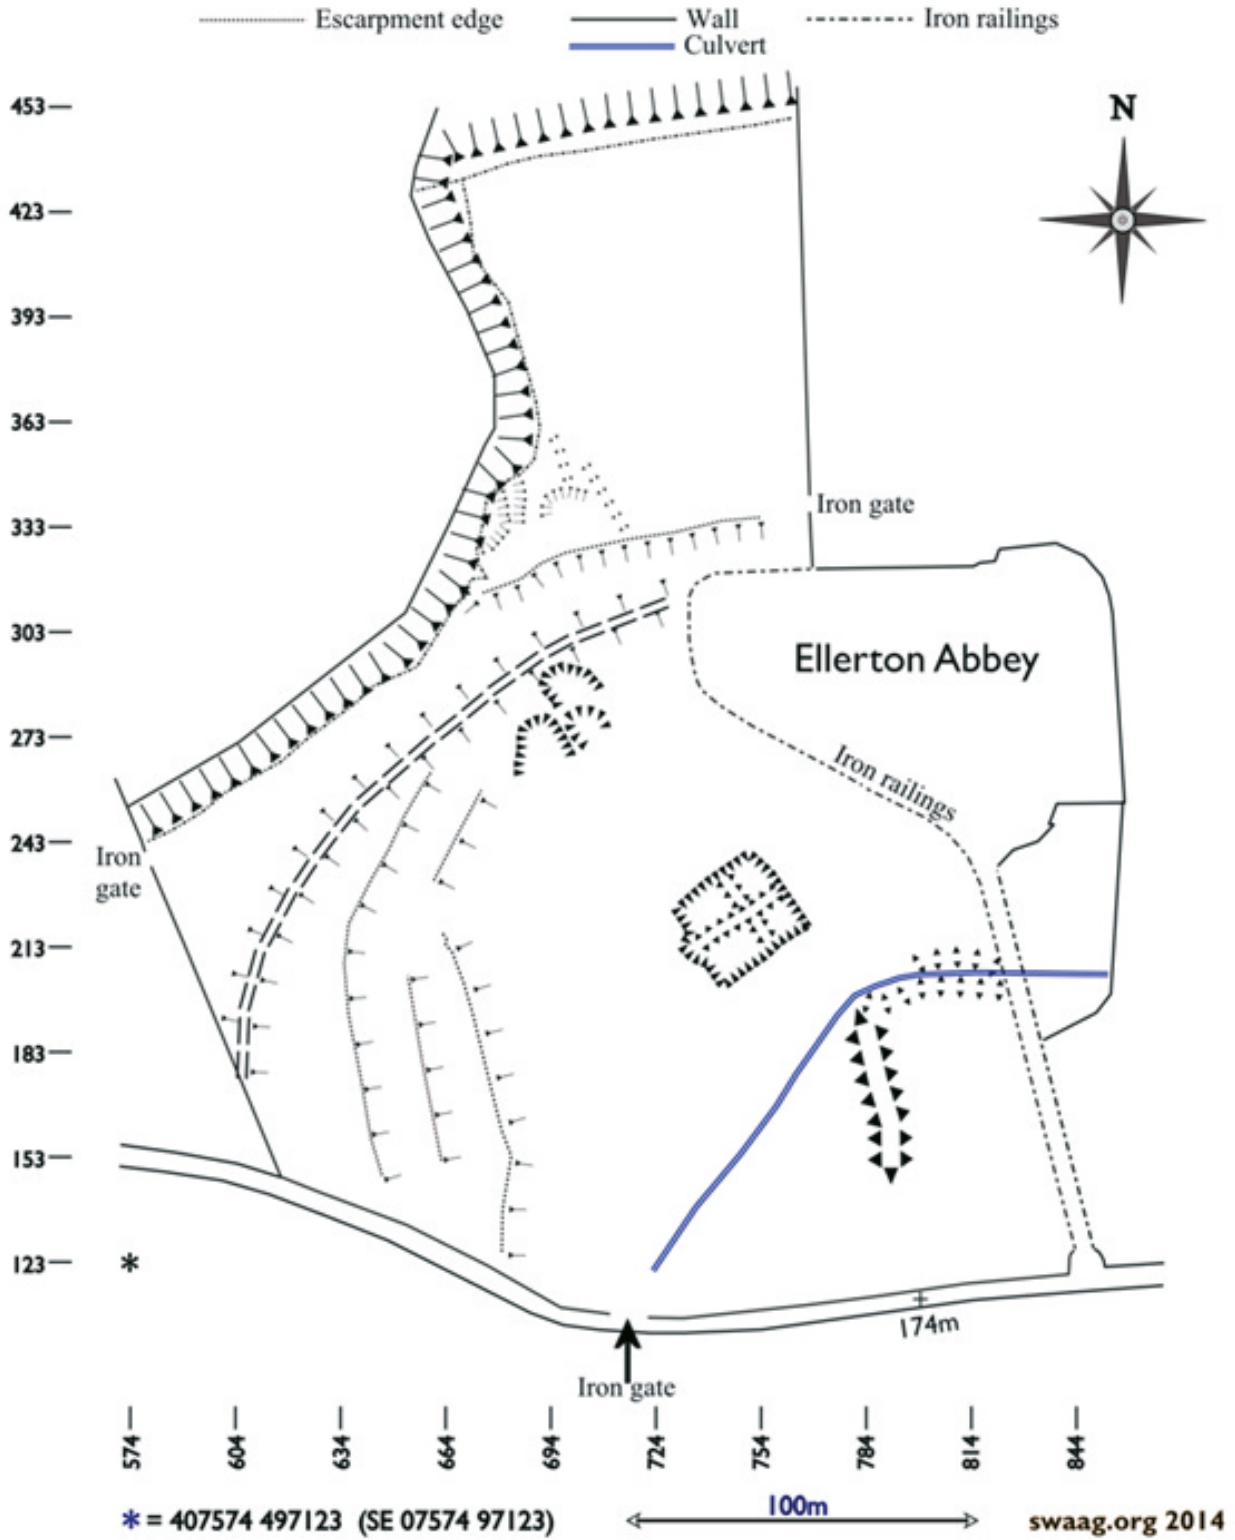 Escarpment edge
Wall
Iron railings
Culvert
453
N
423
393
363
333
Iron gate
303
Ellerton Abbey
273
Iron railings
243
Iron
gate
213
183
153
123
*
174m
Iron gate
574
604
634
664
694
724
754
784
814
844
* = 407574 497123 (SE 07574 97123)
100m
swaag.org 2014